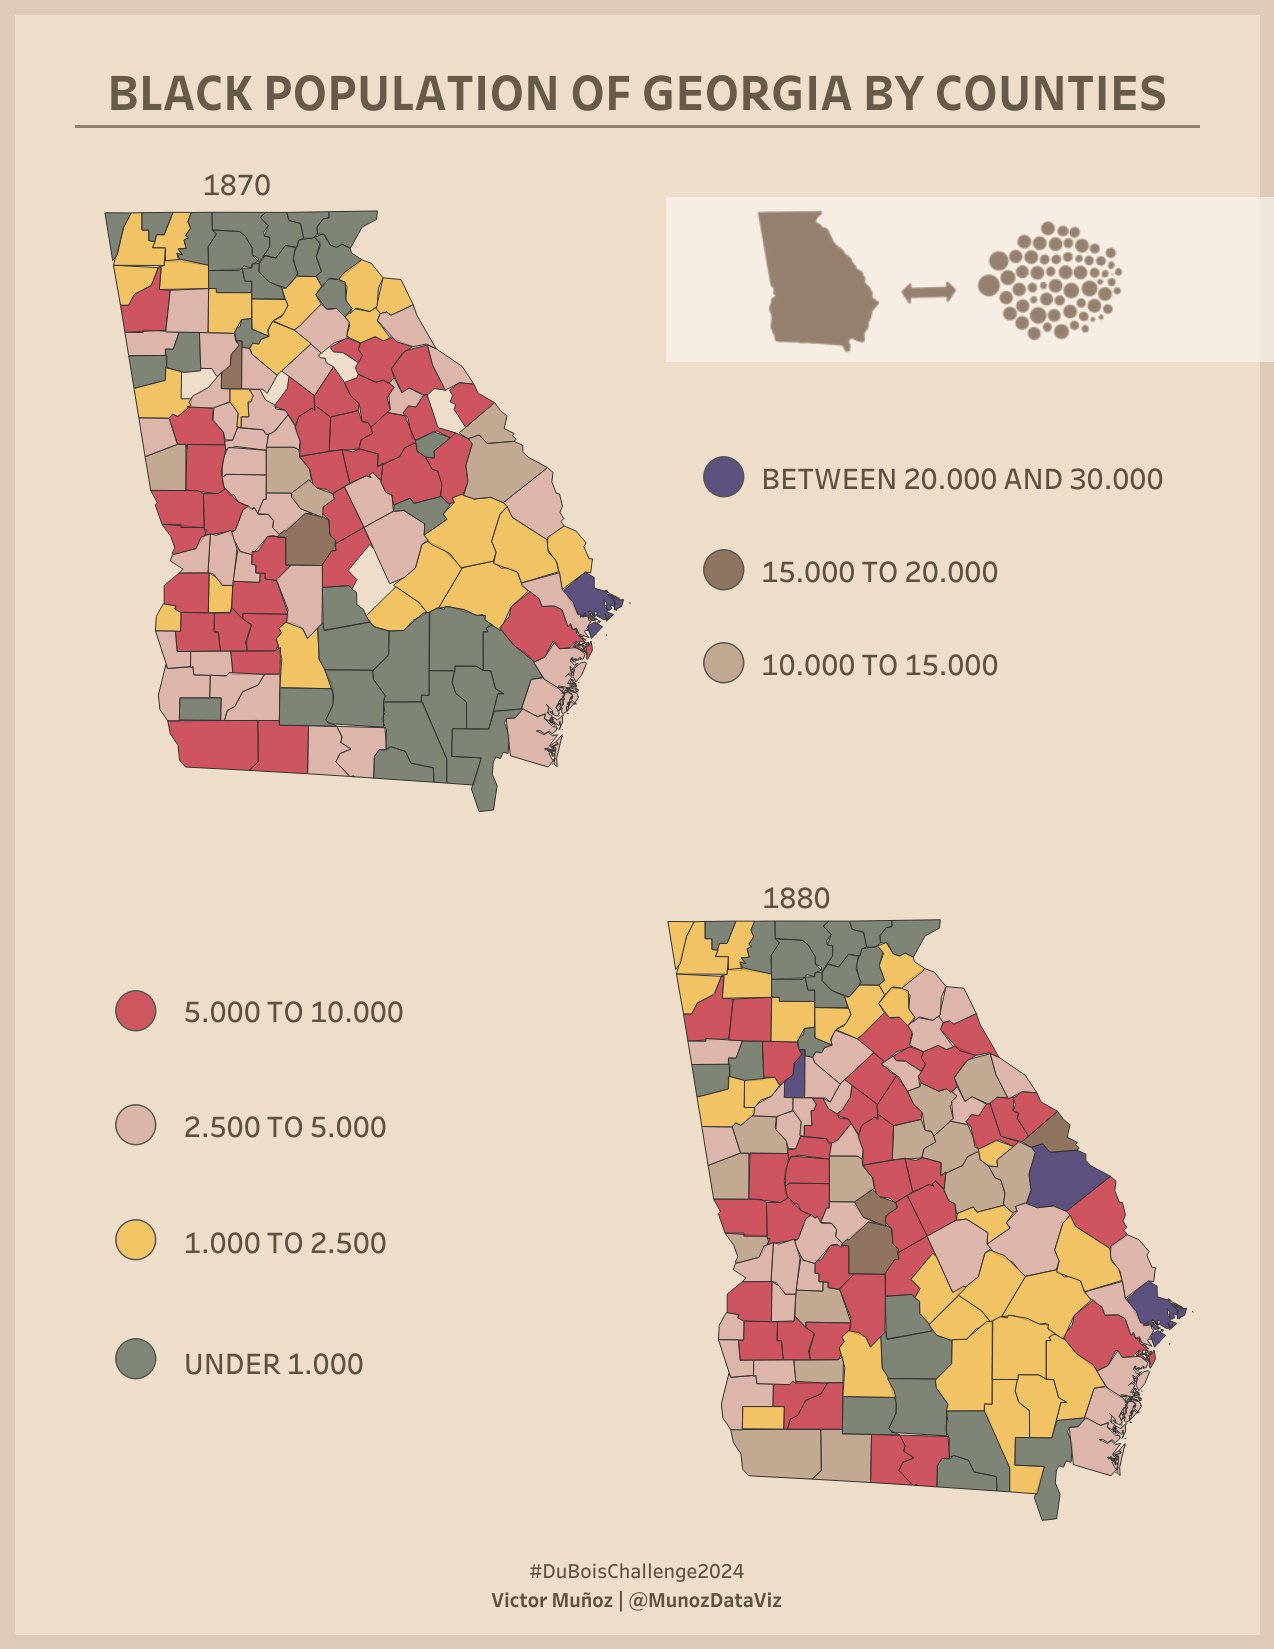 BLACK POPULATION OF GEORGIA BY COUNTIES
1870
BETWEEN 20.000 AND 30.000
15.000 TO 20.000
10.000 TO 15.000
1880
5.000 TO 10.000
2.500 TO 5.000
1.000 TO 2.500
UNDER 1.000
#DuBoisChallenge2024
Victor Muñoz | @MunozDataViz